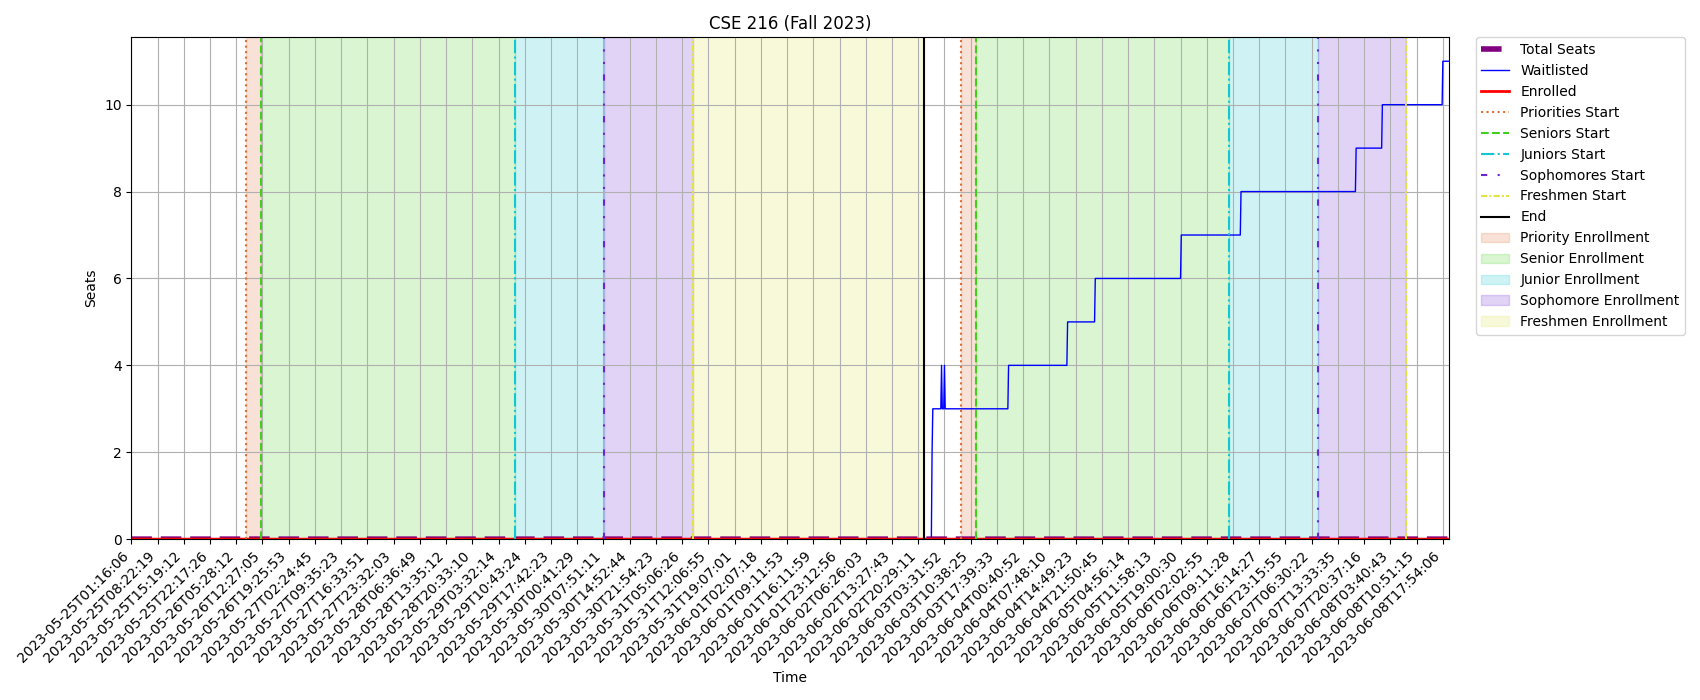 CSE 216 (Fall 2023)
Seats
10
8
6
4
2
0
2023-05-25T01:16:06
2023-05-25T08:22:19
2023-05-25T15:19:12
2023-05-25T22:17:26
2023-05-26T05:28:12
2023-05-26T12:27:05
2023-05-26T19:25:53
2023-05-27T02:24:45
2023-05-27T09:35:23
2023-05-27T16:33:51
2023-05-27T23:32:03
2023-05-28T06:36:49
2023-05-28T13:35:12
2023-05-28T20:33:10
2023-05-29T03:32:14
2023-05-29T10:43:24
2023-05-29T17:42:23
2023-05-30T00:41:29
2023-05-30T07:51:11
2023-05-30T14:52:44
2023-05-30T21:54:23
2023-05-31T05:06:26
2023-05-31T12:06:55
2023-05-31T19:07:01
2023-06-01T02:07:18
2023-06-01T09:11:53
2023-06-01T16:11:59
2023-06-01T23:12:56
2023-06-02T06:26:03
2023-06-02T13:27:43
2023-06-02T20:29:11
2023-06-03T03:31:52
2023-06-03T10:38:25
2023-06-03T17:39:33
2023-06-04T00:40:52
2023-06-04T07:48:10
2023-06-04T14:49:23
2023-06-04T21:50:45
2023-06-05T04:56:14
2023-06-05T11:58:13
2023-06-05T19:00:30
2023-06-06T02:02:55
2023-06-06T09:11:28
2023-06-06T16:14:27
2023-06-06T23:15:55
2023-06-07T06:30:22
2023-06-07T13:33:35
2023-06-07T20:37:16
2023-06-08T03:40:43
2023-06-08T10:51:15
2023-06-08T17:54:06
Time
Total Seats
Waitlisted
Enrolled
Priorities Start
Seniors Start
Juniors Start
Sophomores Start
Freshmen Start
End
Priority Enrollment
Senior Enrollment
Junior Enrollment
Sophomore Enrollment
Freshmen Enrollment